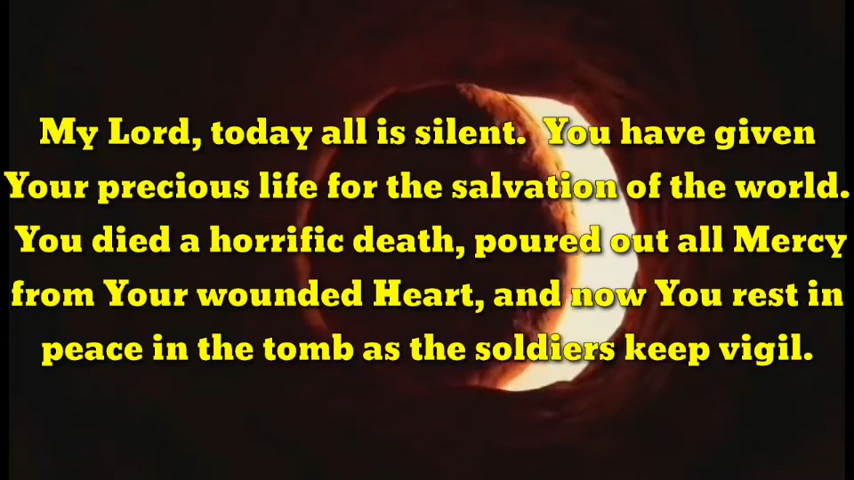 My Lord, today all is silent.  You have given
Your precious life for the salvation of the world.
You died a horrific death, poured out all Mercy
from Your wounded Heart, and now You rest in
peace in the tomb as the soldiers keep vigil.